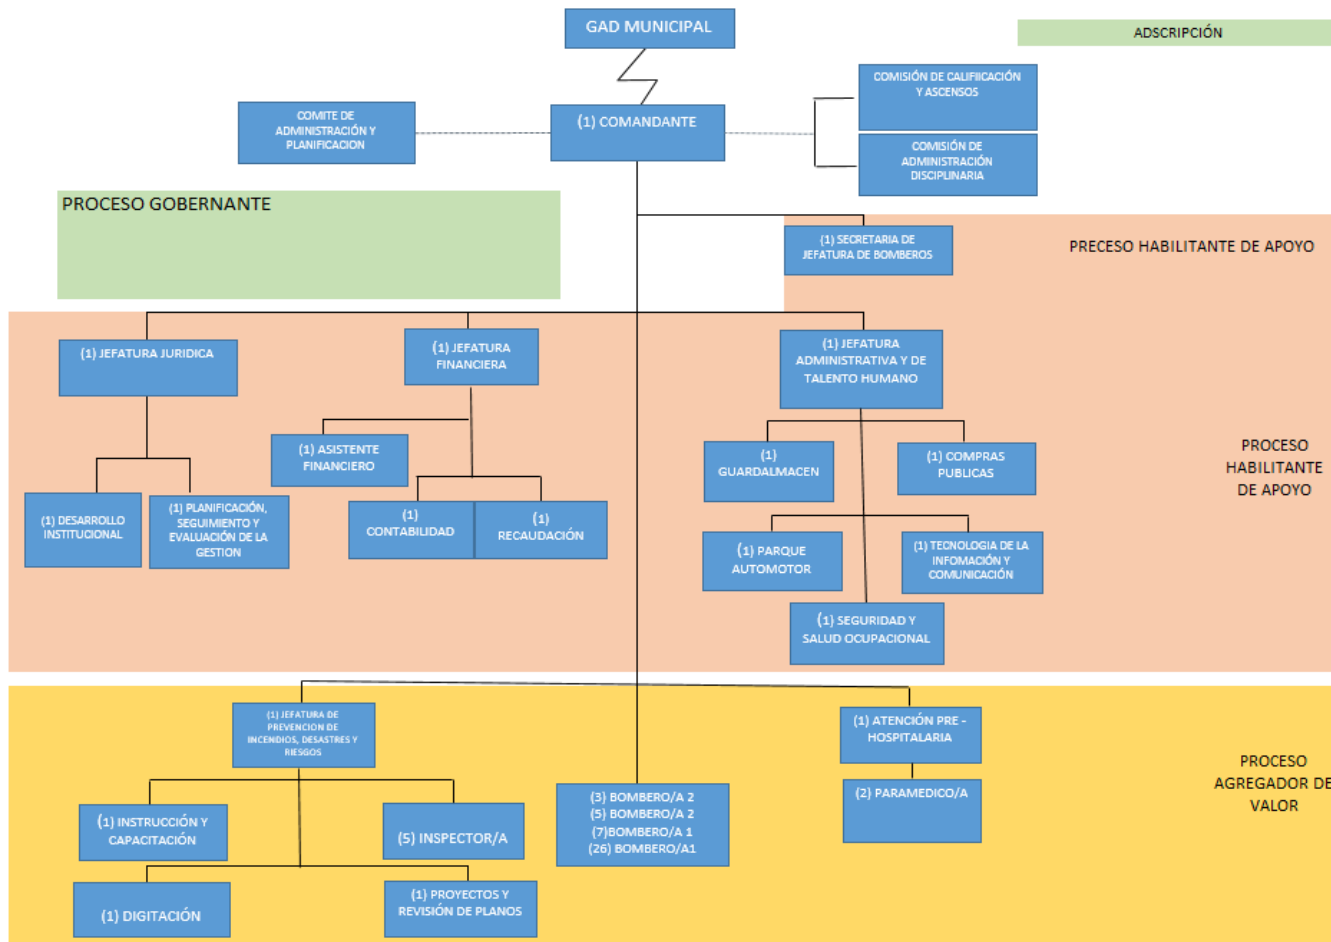 GAD MUNICIPAL
ADSCRIPCIÓN
COMITE DE
ADMINISTRACIÓN Y
PLANIFICACION
(1) COMANDANTE
COMISIÓN DE CALIFIICACIÓN
Y ASCENSOS
COMISIÓN DE
ADMINISTRACIÓN
DISCIPLINARIA
PROCESO GOBERNANTE
(1) SECRETARIA DE
JEFATURA DE BOMBEROS
PRECESO HABILITANTE DE APOYO
(1) JEFATURA JURIDICA
(1) JEFATURA
FINANCIERA
(1) JEFATURA
ADMINISTRATIVA Y DE
TALENTO HUMANO
(1) ASISTENTE
FINANCIERO
(1)
GUARDALMACEN
(1) COMPRAS
PUBLICAS
PROCESO
HABILITANTE
DE APOYO
(1) DESARROLLO
INSTITUCIONAL
(1) PLANIFICACIÓN,
SEGUIMIENTO Y
EVALUACIÓN DE LA
GESTION
(1)
CONTABILIDAD
(1)
RECAUDACIÓN
(1) PARQUE
AUTOMOTOR
(1) TECNOLOGIA DE LA
INFOMACIÓN Y
COMUNICACIÓN
(1) SEGURIDAD Y
SALUD OCUPACIONAL
(1) JEFATURA DE
PREVENCION DE
INCENDIOS, DESASTRES Y
RIESGOS
(1) ATENCIÓN PRE -
HOSPITALARIA
PROCESO
AGREGADOR DE
VALOR
(1) INSTRUCCIÓN Y
CAPACITACIÓN
(5) INSPECTOR/A
(3) BOMBERO/A 2
(5) BOMBERO/A 2
(7)BOMBERO/A 1
(26) BOMBERO/A1
(2) PARAMEDICO/A
(1) DIGITACIÓN
(1) PROYECTOS Y
REVISIÓN DE PLANOS